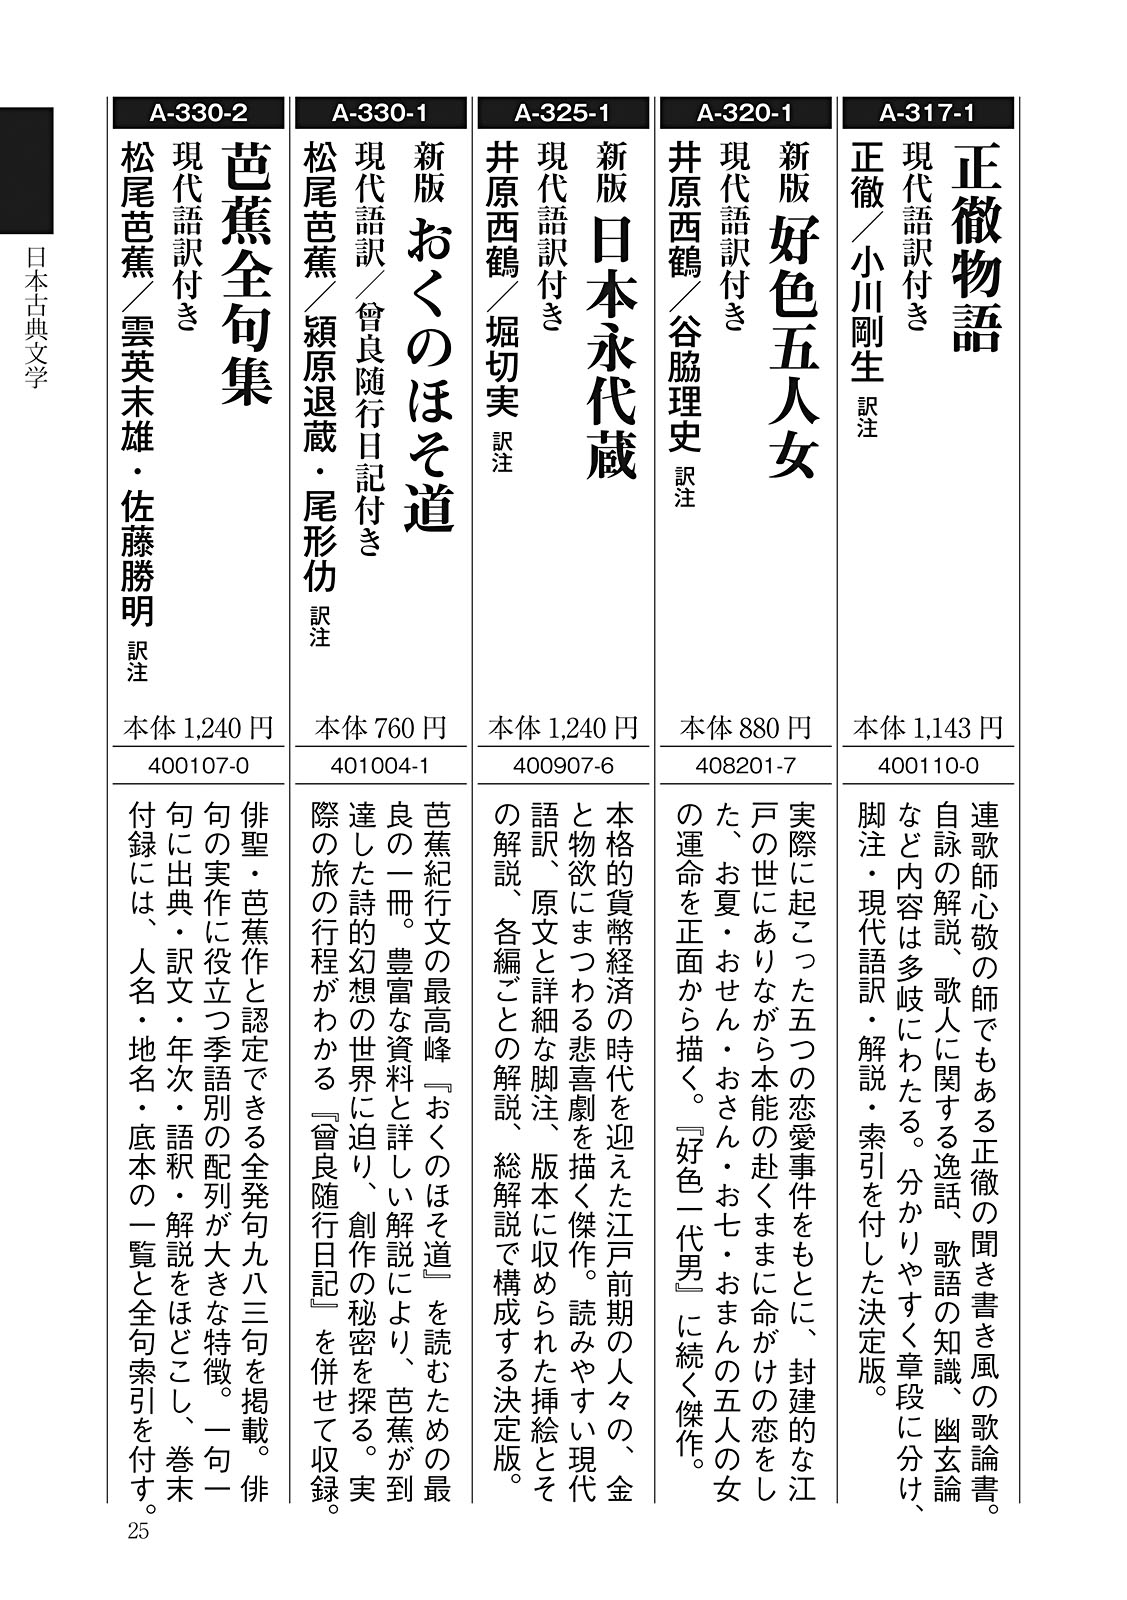 A-317-1
正徹物語
現代語訳付き
正徹／小川剛生 訳注
本体 1,143 円
400110-0
連歌師心敬の師でもある正徹の聞き書き風の歌論書。
自詠の解説、歌人に関する逸話、歌語の知識、幽玄論
など内容は多岐にわたる。分かりやすく章段に分け、
脚注・現代語訳・解説・索引を付した決定版。
A-320-1
新版 好色五人女
現代語訳付き
井原西鶴／谷脇理史 訳注
本体 880 円
408201-7
実際に起こった五つの恋愛事件をもとに、封建的な江
戸の世にありながら本能の赴くままに命がけの恋をし
た、お夏・おせん・おさん・お七・おまんの五人の女
の運命を正面から描く。『好色一代男』に続く傑作。
A-325-1
新版 日本永代蔵
現代語訳付き
井原西鶴／堀切実 訳注
本体 1,240 円
400907-6
本格的貨幣経済の時代を迎えた江戸前期の人々の、金
と物欲にまつわる悲喜劇を描く傑作。読みやすい現代
語訳、原文と詳細な脚注、版本に収められた挿絵とそ
の解説、各編ごとの解説、総解説で構成する決定版。
A-330-1
新版 おくのほそ道
現代語訳／曾良随行日記付き
松尾芭蕉／潁原退蔵・尾形仂 訳注
本体 760 円
401004-1
芭蕉紀行文の最高峰『おくのほそ道』を読むための最
良の一冊。豊富な資料と詳しい解説により、芭蕉が到
達した詩的幻想の世界に迫り、創作の秘密を探る。実
際の旅の行程がわかる『曾良随行日記』を併せて収録。
A-330-2
芭蕉全句集
現代語訳付き
松尾芭蕉／雲英末雄・佐藤勝明 訳注
本体 1,240 円
400107-0
俳聖・芭蕉作と認定できる全発句九八三句を掲載。俳
句の実作に役立つ季語別の配列が大きな特徴。一句一
句に出典・訳文・年次・語釈・解説をほどこし、巻末
付録には、人名・地名・底本の一覧と全句索引を付す。
日本古典文学
25